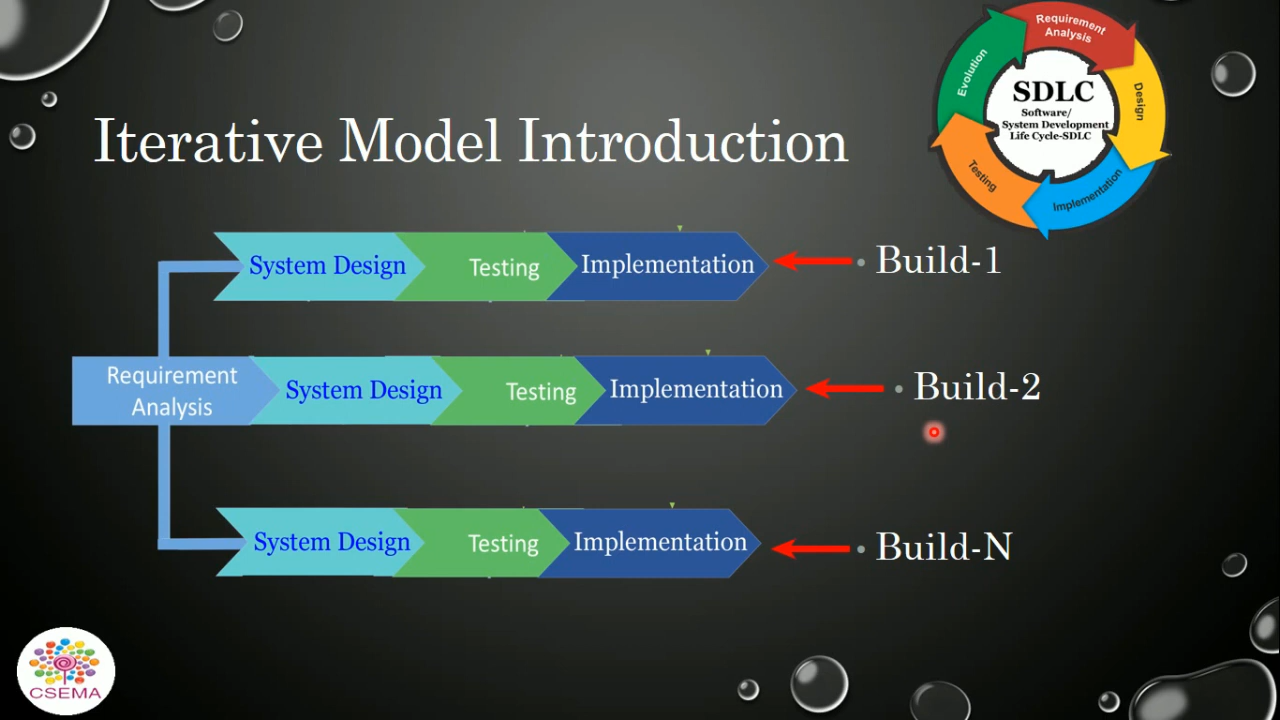 Requirement
Analysis
Design
Implementation
Testing
Evolution
SDLC
Software/
System Development
Life Cycle-SDLC
Iterative Model Introduction
System Design Testing Implementation • Build-1
Requirement
Analysis
System Design Testing Implementation • Build-2
System Design Testing Implementation • Build-N
CSEMA